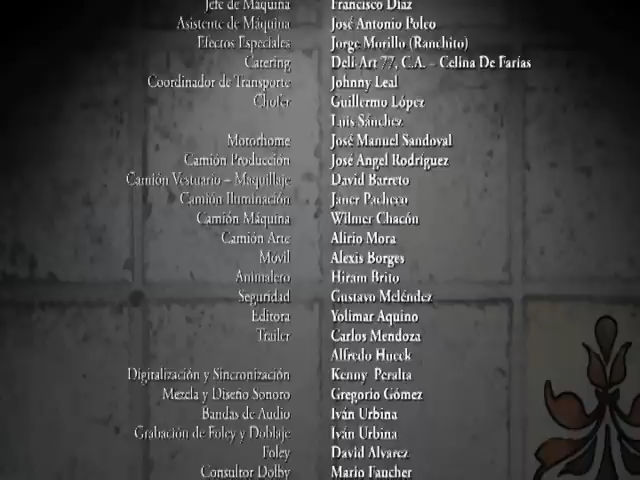 Jefe de Máquina Francisco Díaz
Asistente de Máquina José Antonio Polco
Efectos Especiales Jorge Morillo (Ranchito)
Catering Deli-Art 77, C.A. – Celina De Farías
Coordinador de Transporte Johnny Leal
Chofer Guillermo López
Luis Sánchez
Motorhome José Manuel Sandoval
Camión Producción José Angel Rodríguez
Camión Vestuario – Maquillaje David Barreto
Camión Iluminación Janer Pacheco
Camión Máquina Wilmer Chacón
Camión Arte Alirio Mora
Movil Alexis Borges
Animalero Hiram Brito
Seguridad Gustavo Meléndez
Editora Yolimar Aquino
Trailer Carlos Mendoza
Alfredo Hueck
Digitalización y Sincronización Kenny Peralta
Mezcla y Diseño Sonoro Gregorio Gómez
Bandas de Audio Iván Urbina
Grabación de Foley y Doblaje Iván Urbina
Foley David Alvarez
Consultor Dolby Mario Faucher